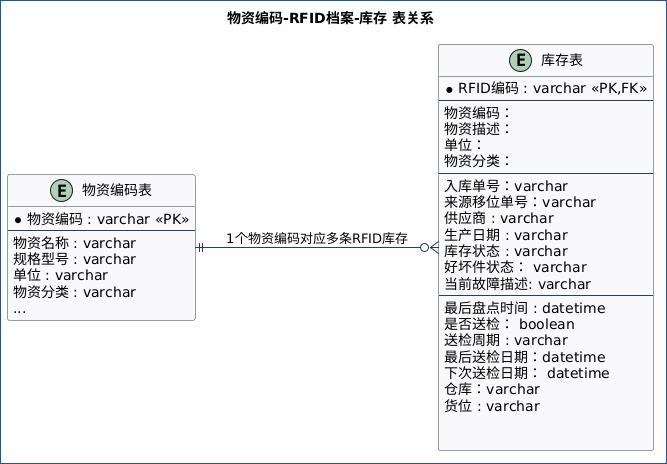 物资编码-RFID档案-库存 表关系
E 物资编码表
物资编码 : varchar «PK»
物资名称 : varchar
规格型号 : varchar
单位 : varchar
物资分类 : varchar
...
1个物资编码对应多条RFID库存
E 库存表
RFID编码 : varchar «PK,FK»
物资编码：
物资描述：
单位：
物资分类：
入库单号：varchar
来源移位单号：varchar
供应商 : varchar
生产日期 : varchar
库存状态 : varchar
好坏件状态： varchar
当前故障描述: varchar
最后盘点时间 : datetime
是否送检： boolean
送检周期 : varchar
最后送检日期：datetime
下次送检日期： datetime
仓库：varchar
货位 : varchar